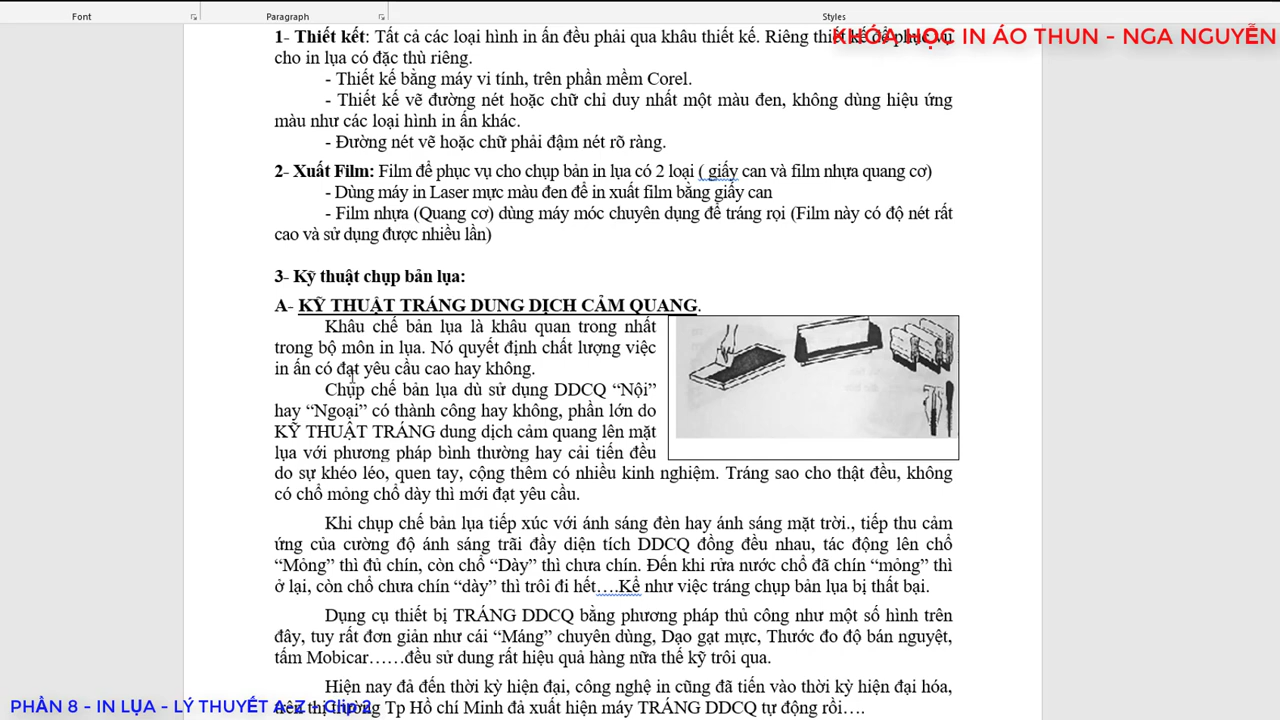 Font Paragraph Styles
KHÓA HỌC IN ÁO THUN - NGA NGUYỄN
1- Thiết kết: Tất cả các loại hình in ấn đều phải qua khâu thiết kế. Riêng thiết kế để phục vụ
cho in lụa có đặc thù riêng.
- Thiết kế bằng máy vi tính, trên phần mềm Corel.
- Thiết kế vẽ đường nét hoặc chữ chỉ duy nhất một màu đen, không dùng hiệu ứng
màu như các loại hình in ấn khác.
- Đường nét vẽ hoặc chữ phải đậm nét rõ ràng.
2- Xuất Film: Film để phục vụ cho chụp bản in lụa có 2 loại ( giấy can và film nhựa quang cơ)
- Dùng máy in Laser mực màu đen để in xuất film bằng giấy can
- Film nhựa (Quang cơ) dùng máy móc chuyên dụng để tráng rọi (Film này có độ nét rất
cao và sử dụng được nhiều lần)
3- Kỹ thuật chụp bản lụa:
A- KỸ THUẬT TRÁNG DUNG DỊCH CẢM QUANG.
Khâu chế bản lụa là khâu quan trong nhất
trong bộ môn in lụa. Nó quyết định chất lượng việc
in ấn có đạt yêu cầu cao hay không.
Chụp chế bản lụa dù sử dụng DDCQ “Nội”
hay “Ngoại” có thành công hay không, phần lớn do
KỸ THUẬT TRÁNG dung dịch cảm quang lên mặt
lụa với phương pháp bình thường hay cải tiến đều
do sự khéo léo, quen tay, cộng thêm có nhiều kinh nghiệm. Tráng sao cho thật đều, không
có chổ mỏng chổ dày thì mới đạt yêu cầu.
Khi chụp chế bản lụa tiếp xúc với ánh sáng đèn hay ánh sáng mặt trời., tiếp thu cảm
ứng của cường độ ánh sáng trãi đầy diện tích DDCQ đồng đều nhau, tác động lên chổ
“Mỏng” thì đủ chín, còn chổ “Dày” thì chưa chín. Đến khi rửa nước chổ đã chín “mỏng” thì
ở lại, còn chổ chưa chín “dày” thì trôi đi hết….Kể như việc tráng chụp bản lụa bị thất bại.
Dụng cụ thiết bị TRÁNG DDCQ bằng phương pháp thủ công như một số hình trên
đây, tuy rất đơn giản như cái “Máng” chuyên dùng, Dạo gạt mực, Thước đo độ bán nguyệt,
tấm Mobicar……đều sử dung rất hiệu quả hàng nữa thế kỹ trôi qua.
Hiện nay đả đến thời kỳ hiện đại, công nghệ in cũng đã tiến vào thời kỳ hiện đại hóa,
trên thị trường Tp Hồ chí Minh đả xuất hiện máy TRÁNG DDCQ tự động rồi….
PHẦN 8 - IN LỤA - LÝ THUYẾT A - Z - Clip 2